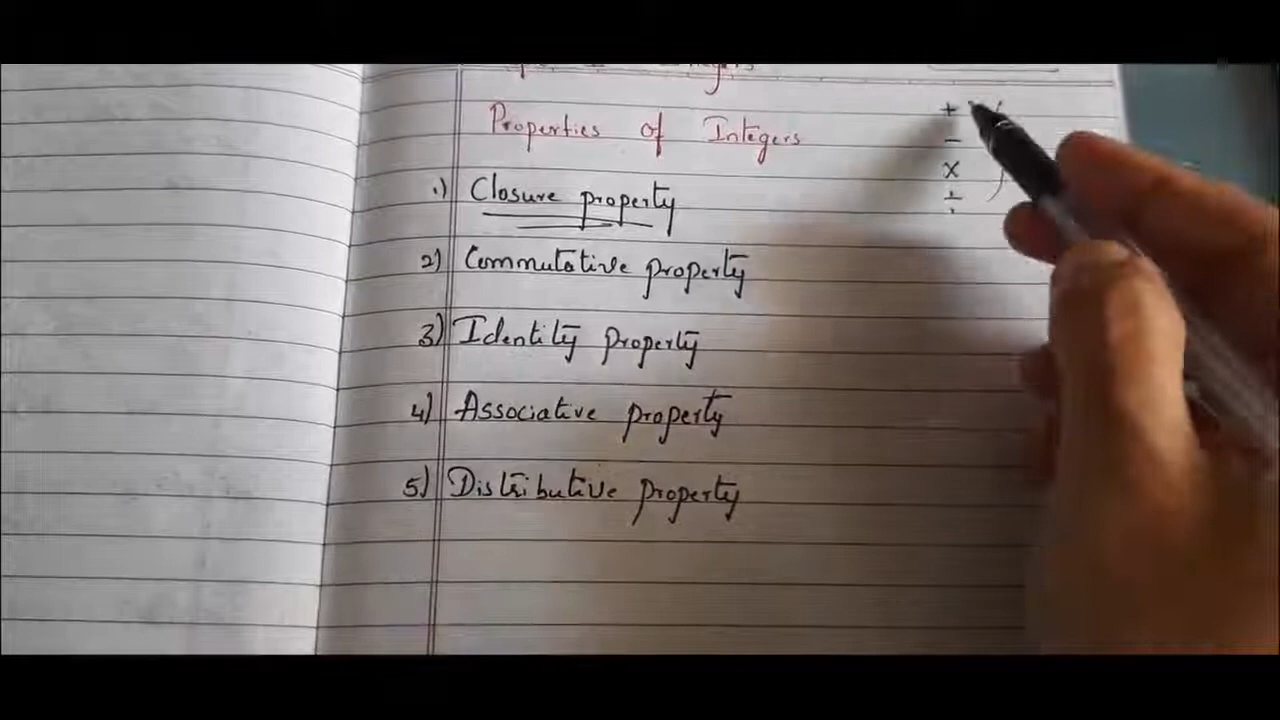 Properties of Integers
1) Closure property
2) Commutative property
3) Identity Property
4) Associative property
5) Distributive property
+
-
x
÷